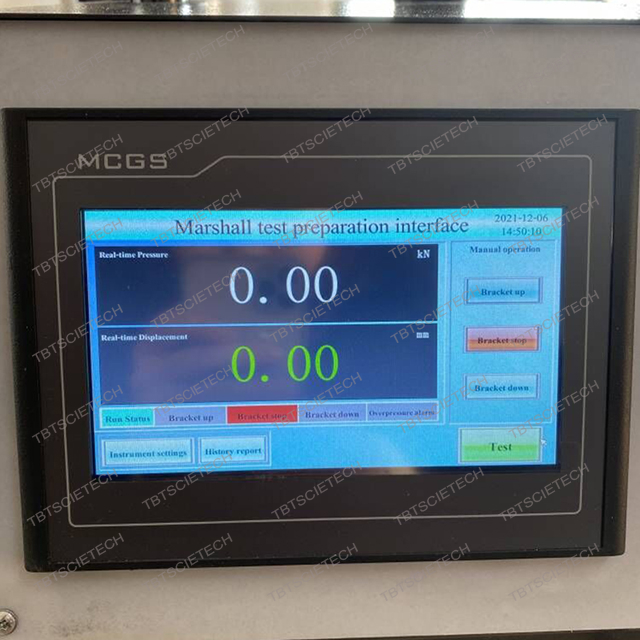 MCGS
Marshall test preparation interface
2021-12-06
14:50:10
Real-time Pressure
kN
0.00
Real-time Displacement
mm
0.00
Run Status
Bracket up
Bracket stop
Bracket down
Overpressure alarm
Manual operation
Bracket up
Bracket stop
Bracket down
Instrument settings
History report
Test
TBTSCIETECH